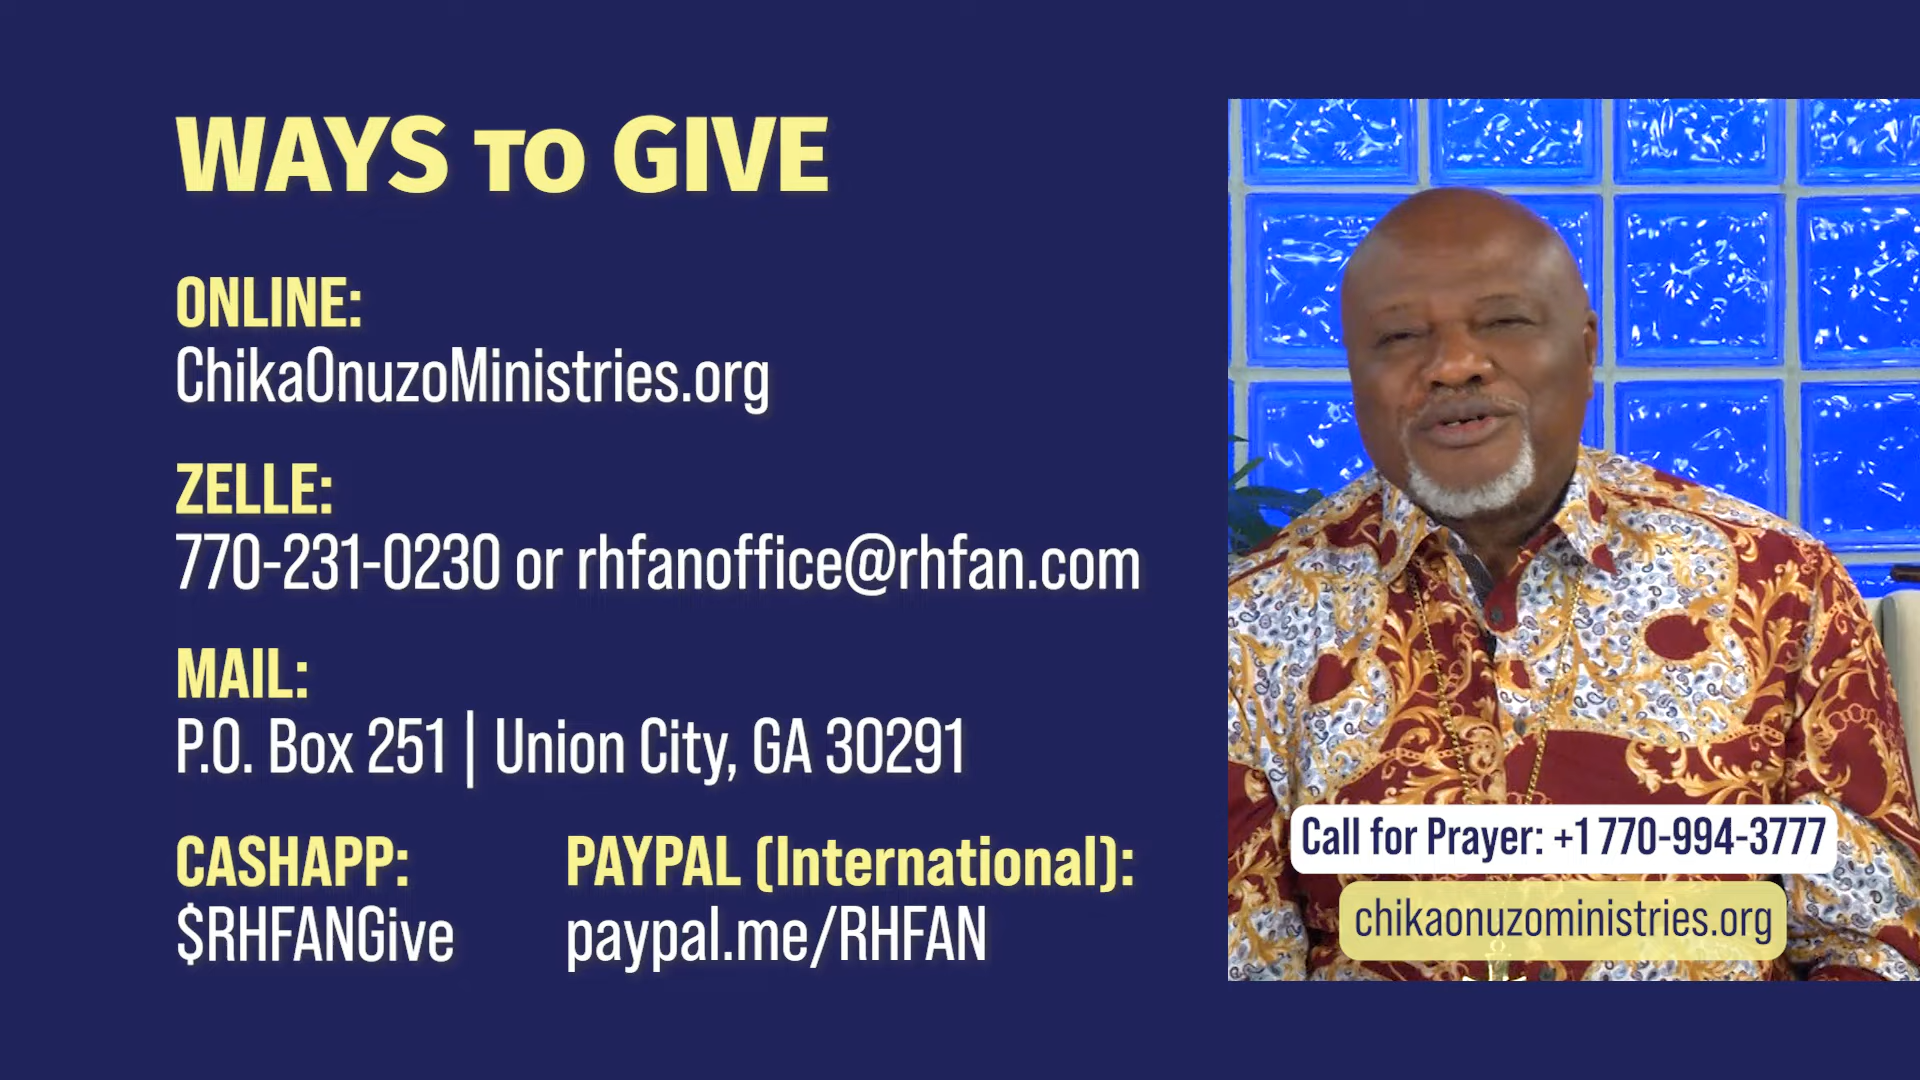 WAYS TO GIVE
ONLINE:
ChikaOnuzoMinistries.org
ZELLE:
770-231-0230 or rhfanoffice@rhfan.com
MAIL:
P.O. Box 251 | Union City, GA 30291
CASHAPP:
$RHFANGive
PAYPAL (International):
paypal.me/RHFAN
Call for Prayer: +1 770-994-3777
chikaonuzoministries.org